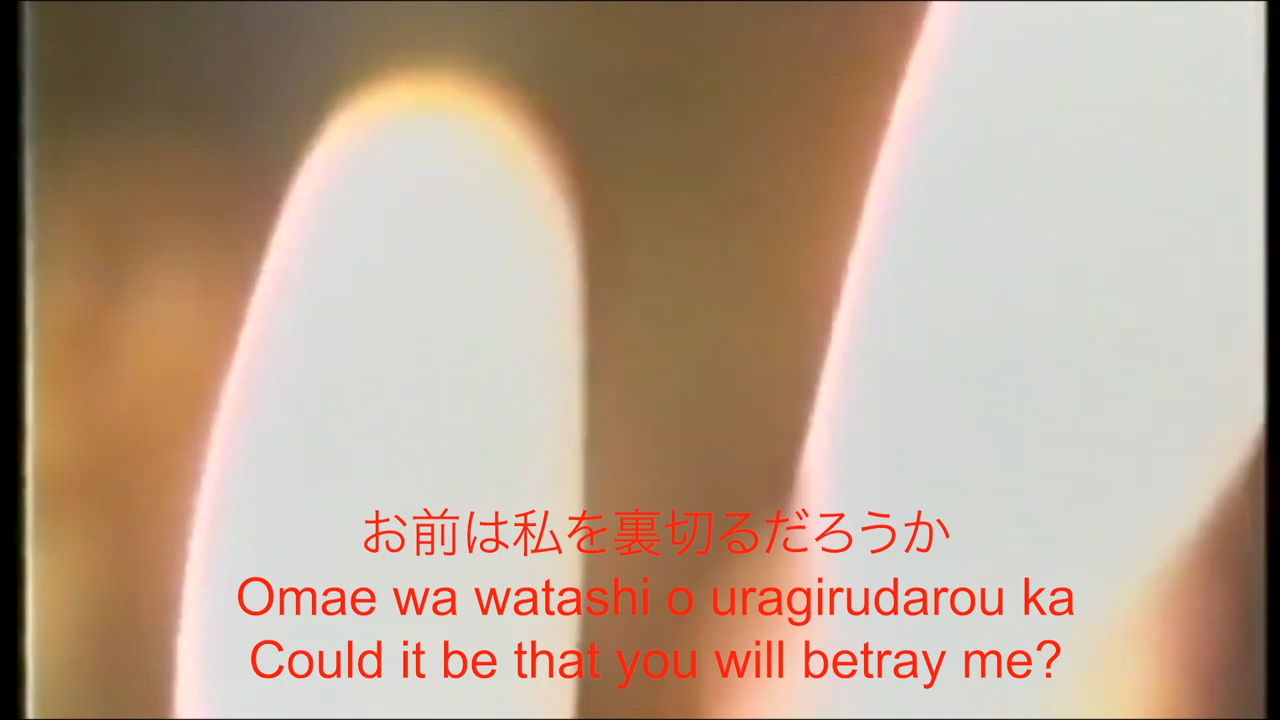 お前は私を裏切るだろうか
Omae wa watashi o uragirudarou ka
Could it be that you will betray me?